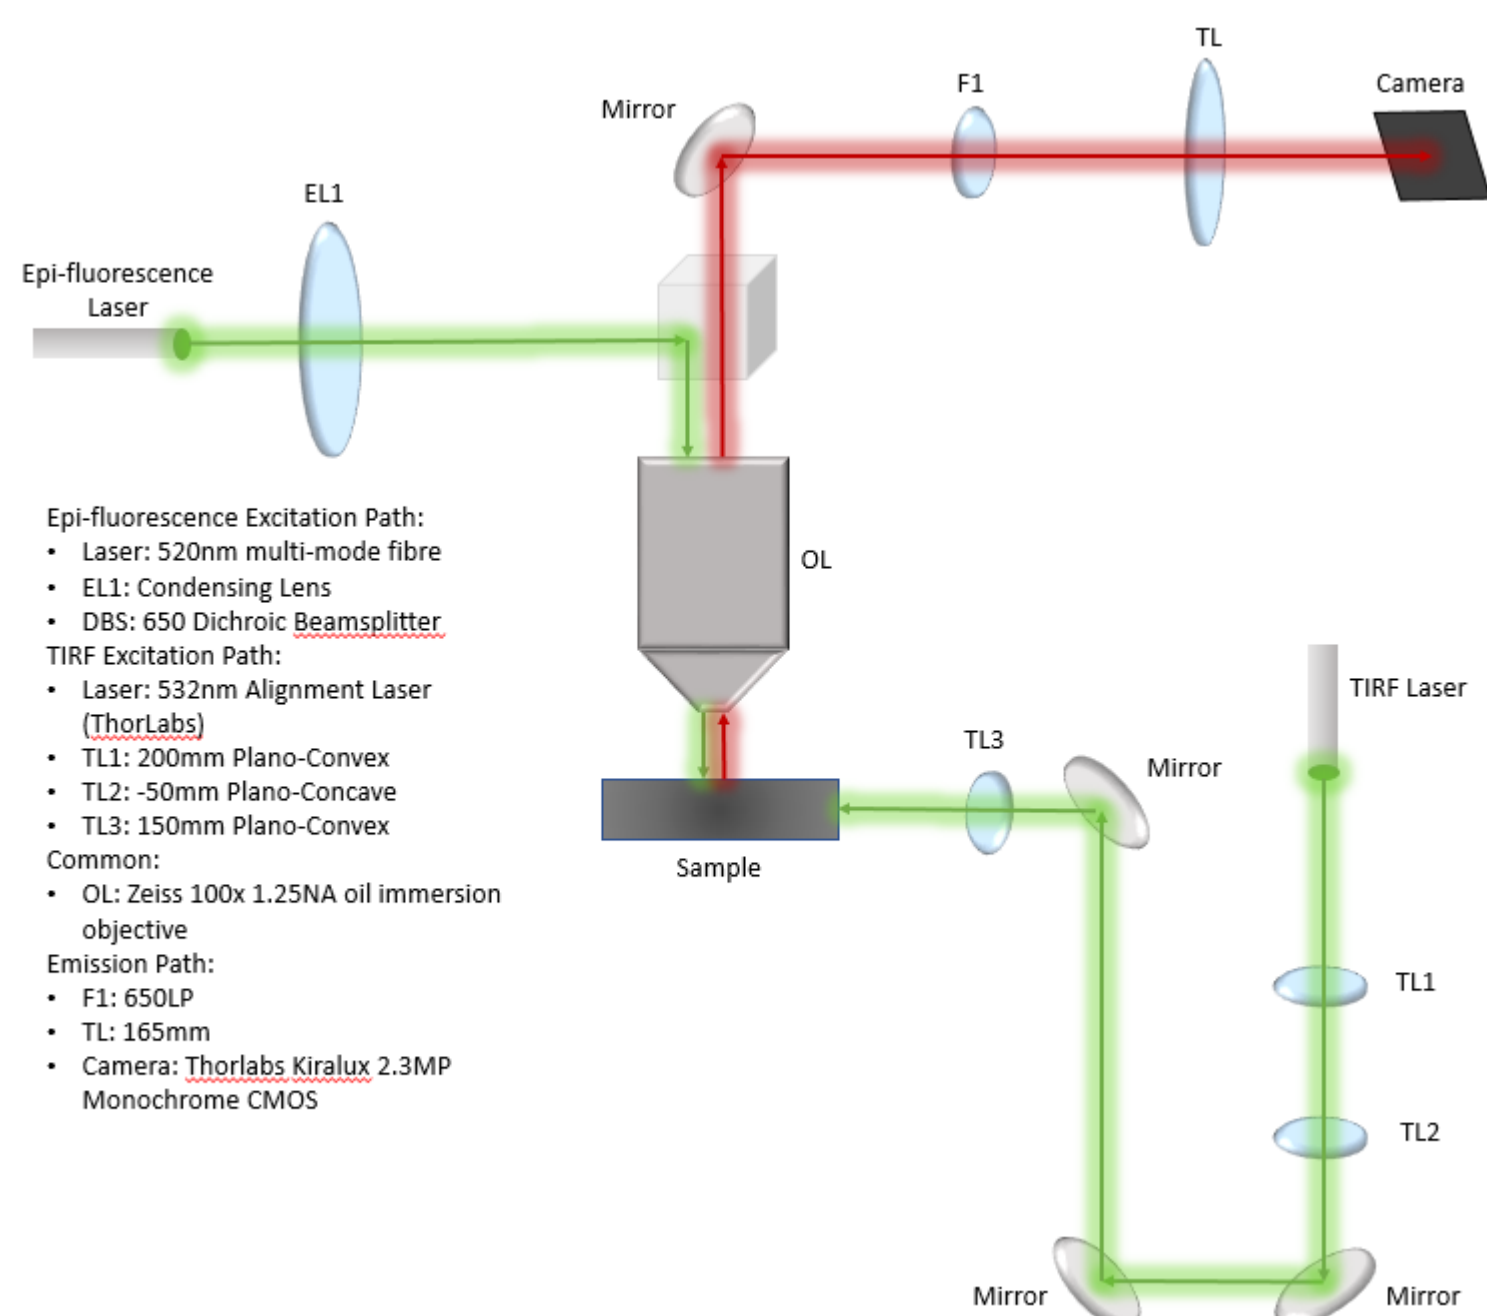 TL
F1
Camera
Mirror
EL1
Epi-fluorescence
Laser
Epi-fluorescence Excitation Path:
• Laser: 520nm multi-mode fibre
• EL1: Condensing Lens
• DBS: 650 Dichroic Beamsplitter
TIRF Excitation Path:
• Laser: 532nm Alignment Laser
(ThorLabs)
• TL1: 200mm Plano-Convex
• TL2: -50mm Plano-Concave
• TL3: 150mm Plano-Convex
Common:
• OL: Zeiss 100x 1.25NA oil immersion
objective
Emission Path:
• F1: 650LP
• TL: 165mm
• Camera: Thorlabs Kiralux 2.3MP
Monochrome CMOS
OL
TIRF Laser
TL3
Mirror
Sample
TL1
TL2
Mirror
Mirror